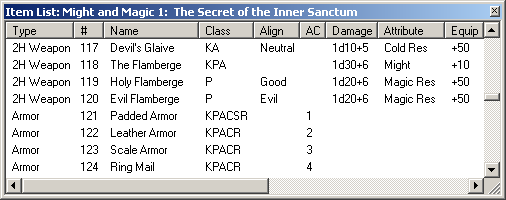 Item List: Might and Magic 1: The Secret of the Inner Sanctum
Type # Name Class Align AC Damage Attribute Equip
2H Weapon 117 Devil's Glaive KA Neutral 1d10+5 Cold Res +50
2H Weapon 118 The Flamberge KPA 1d30+6 Might +10
2H Weapon 119 Holy Flamberge P Good 1d20+6 Magic Res +50
2H Weapon 120 Evil Flamberge P Evil 1d20+6 Magic Res +50
Armor 121 Padded Armor KPACSR 1
Armor 122 Leather Armor KPACR 2
Armor 123 Scale Armor KPACR 3
Armor 124 Ring Mail KPACR 4